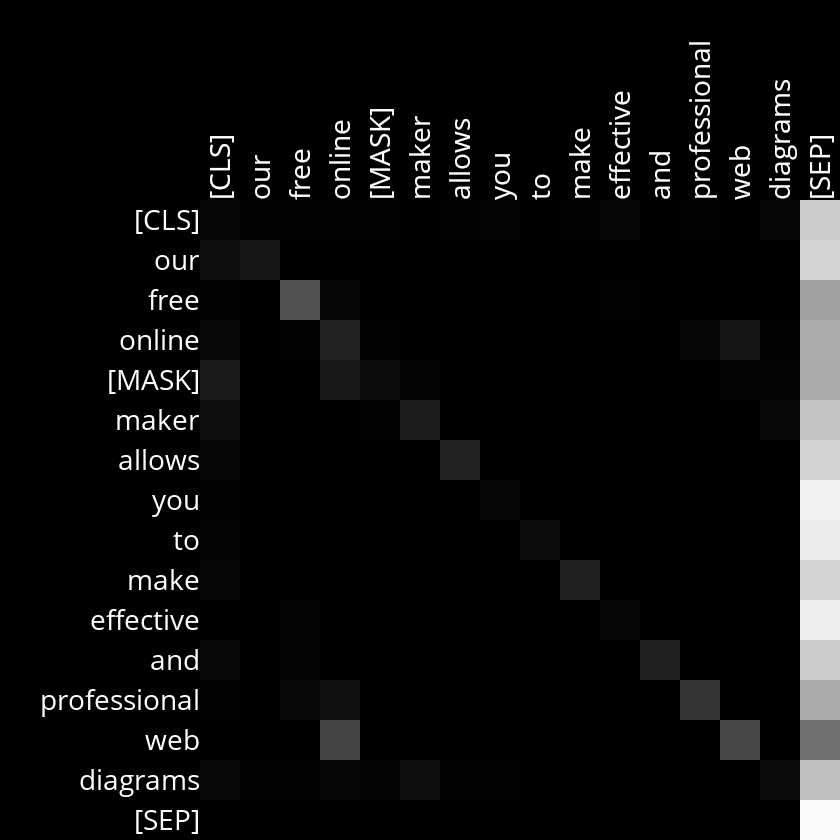 [CLS]
our
free
online
[MASK]
maker
allows
you
to
make
effective
and
professional
web
diagrams
[SEP]
[CLS]
our
free
online
[MASK]
maker
allows
you
to
make
effective
and
professional
web
diagrams
[SEP]